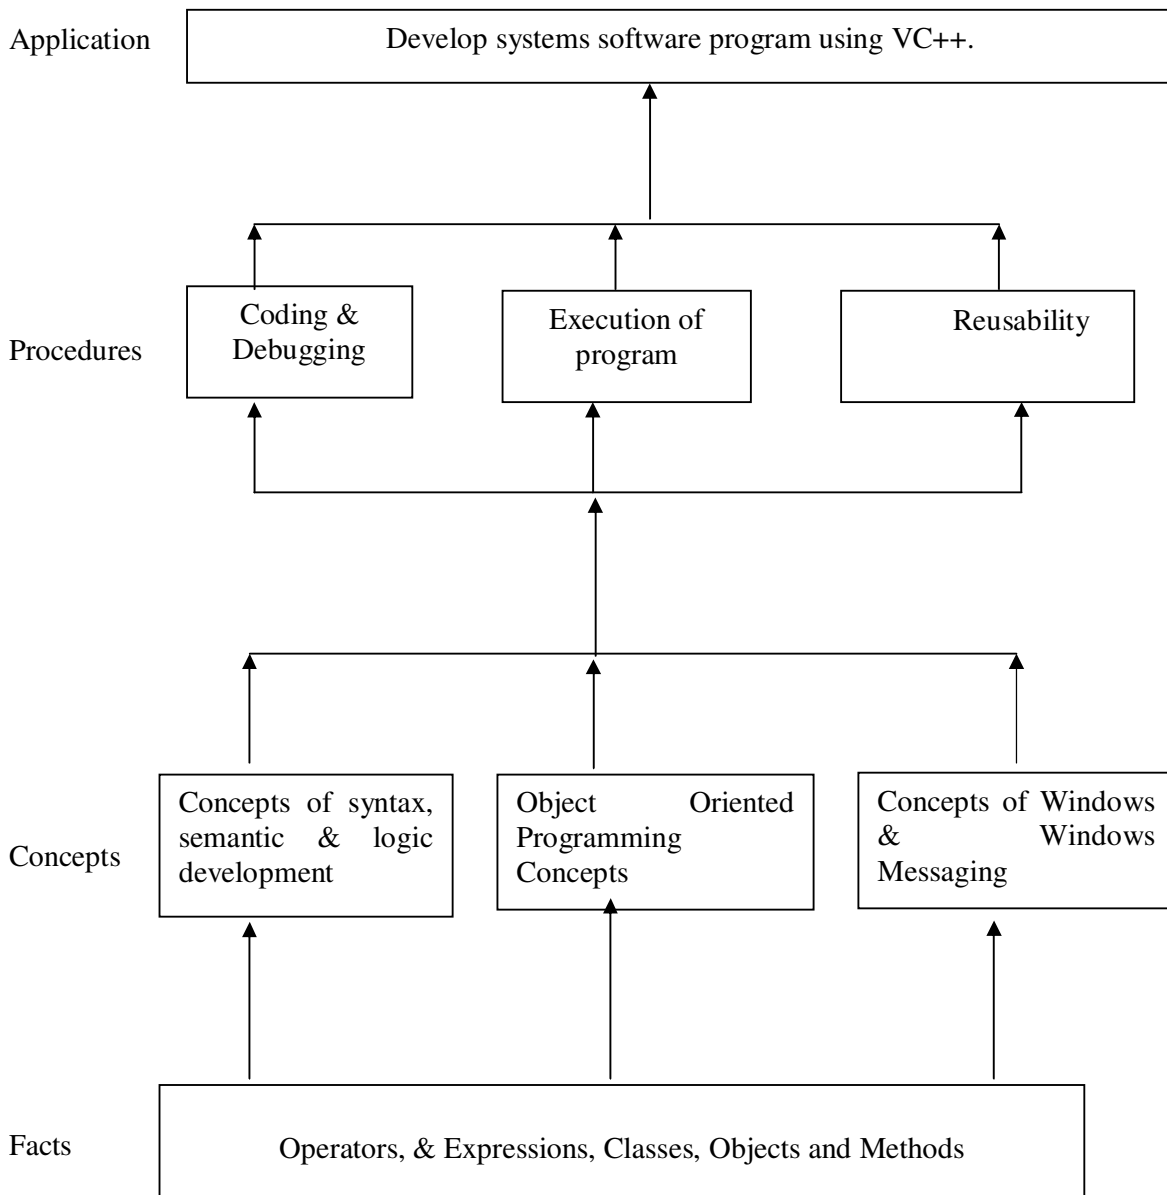 Application
Develop systems software program using VC++.
Procedures
Coding &
Debugging
Execution of
program
Reusability
Concepts
Concepts of syntax,
semantic & logic
development
Object Oriented
Programming
Concepts
Concepts of Windows
& Windows
Messaging
Facts
Operators, & Expressions, Classes, Objects and Methods